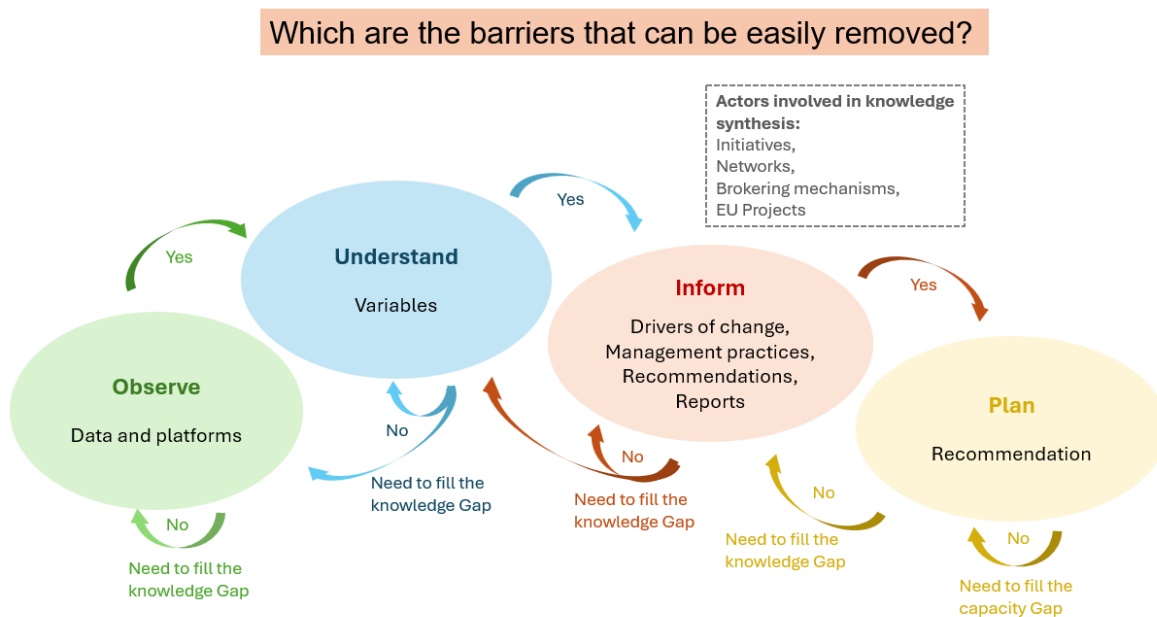 Which are the barriers that can be easily removed?
Actors involved in knowledge
synthesis:
Initiatives,
Networks,
Brokering mechanisms,
EU Projects
Yes
Observe
Data and platforms
No
Need to fill the
knowledge Gap
Yes
Understand
Variables
No
Need to fill the
knowledge Gap
Yes
Inform
Drivers of change,
Management practices,
Recommendations,
Reports
No
Need to fill the
knowledge Gap
Plan
Recommendation
No
Need to fill the
knowledge Gap
No
Need to fill the
capacity Gap